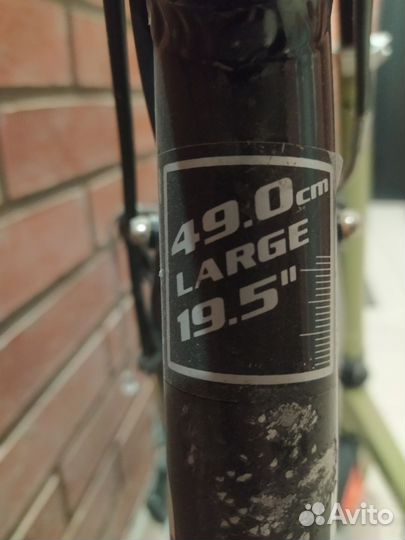 49.0cm
LARGE
19.5"
Avito